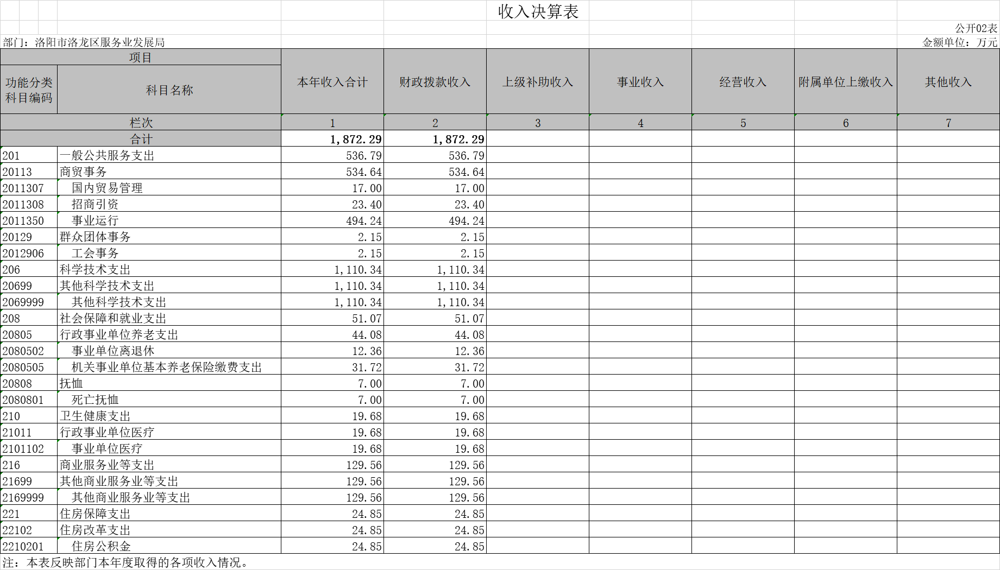 收入决算表
公开02表
部门：洛阳市洛龙区服务业发展局 金额单位：万元
项目 本年收入合计 财政拨款收入 上级补助收入 事业收入 经营收入 附属单位上缴收入 其他收入
功能分类科目编码 科目名称
栏次 1 2 3 4 5 6 7
合计 1,872.29 1,872.29
201 一般公共服务支出 536.79 536.79
20113 商贸事务 534.64 534.64
2011307 国内贸易管理 17.00 17.00
2011308 招商引资 23.40 23.40
2011350 事业运行 494.24 494.24
20129 群众团体事务 2.15 2.15
2012906 工会事务 2.15 2.15
206 科学技术支出 1,110.34 1,110.34
20699 其他科学技术支出 1,110.34 1,110.34
2069999 其他科学技术支出 1,110.34 1,110.34
208 社会保障和就业支出 51.07 51.07
20805 行政事业单位养老支出 44.08 44.08
2080502 事业单位离退休 12.36 12.36
2080505 机关事业单位基本养老保险缴费支出 31.72 31.72
20808 抚恤 7.00 7.00
2080801 死亡抚恤 7.00 7.00
210 卫生健康支出 19.68 19.68
21011 行政事业单位医疗 19.68 19.68
2101102 事业单位医疗 19.68 19.68
216 商业服务业等支出 129.56 129.56
21699 其他商业服务业等支出 129.56 129.56
2169999 其他商业服务业等支出 129.56 129.56
221 住房保障支出 24.85 24.85
22102 住房改革支出 24.85 24.85
2210201 住房公积金 24.85 24.85
注：本表反映部门本年度取得的各项收入情况。